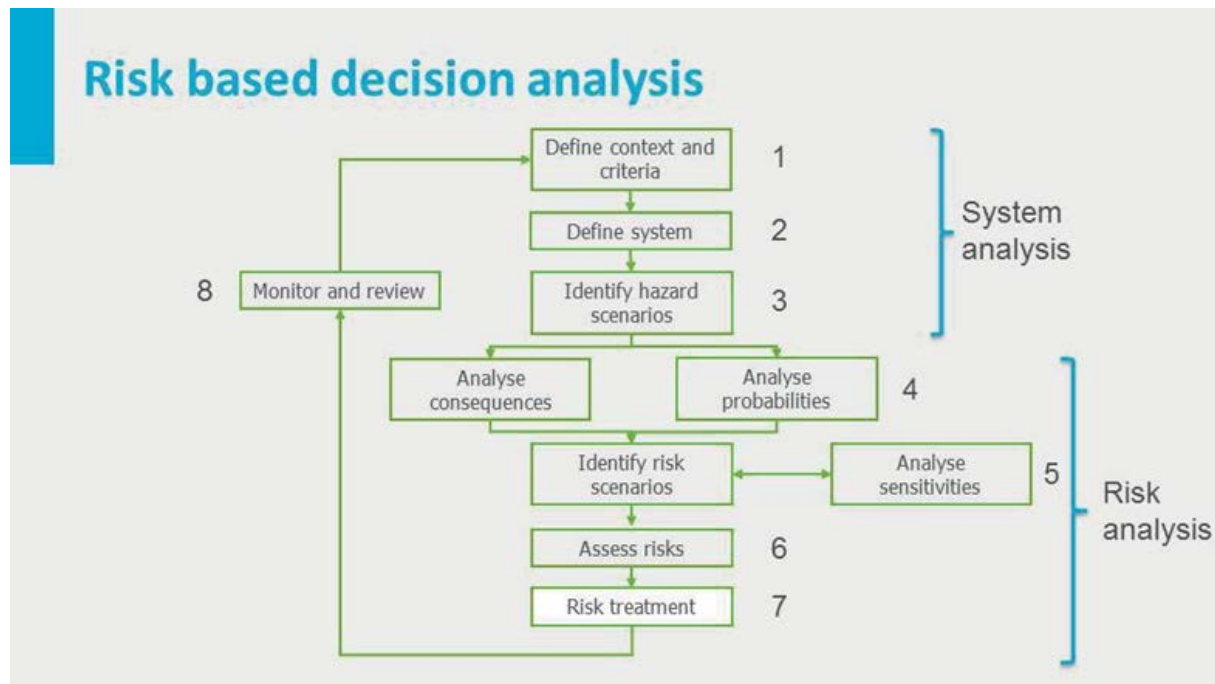 Risk based decision analysis
Define context and
criteria
1
Define system
2
System
analysis
8
Monitor and review
Identify hazard
scenarios
3
Analyse
consequences
Analyse
probabilities
4
Identify risk
scenarios
Analyse
sensitivities
5
Risk
analysis
Assess risks
6
Risk treatment
7